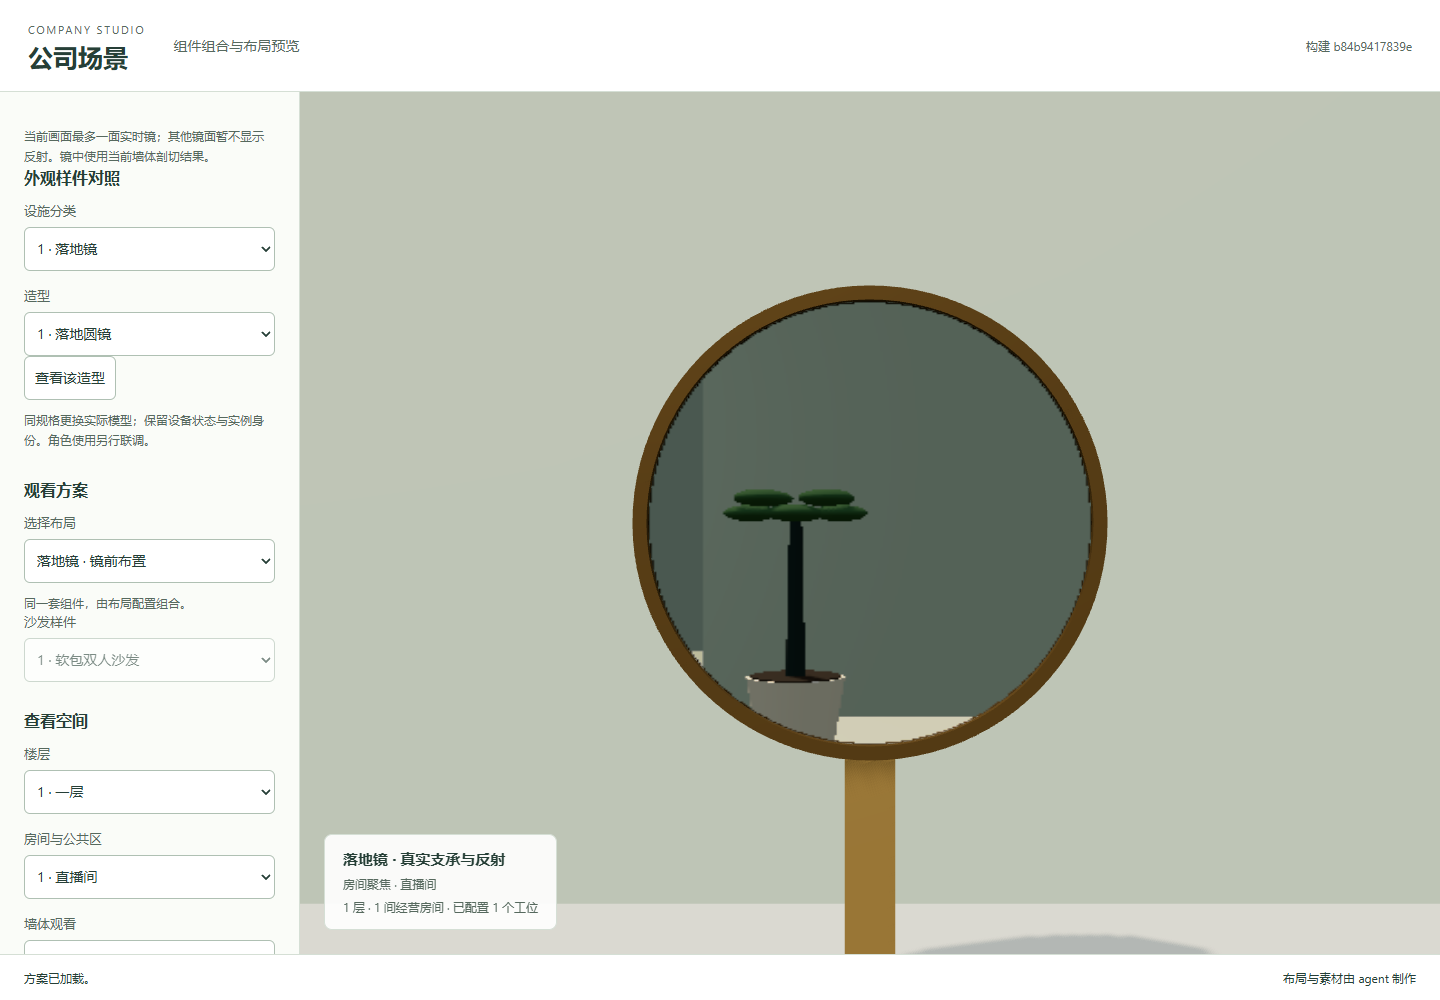 COMPANY STUDIO
公司场景
组件组合与布局预览
构建 b84b9417839e
当前画面最多一面实时镜；其他镜面暂不显示
反射。镜中使用当前墙体剖切结果。
外观样件对照
设施分类
1 · 落地镜
造型
1 · 落地圆镜
查看该造型
同规格更换实际模型；保留设备状态与实例身
份。角色使用另行联调。
观看方案
选择布局
落地镜 · 镜前布置
同一套组件，由布局配置组合。
沙发样件
1 · 软包双人沙发
查看空间
楼层
1 · 一层
房间与公共区
1 · 直播间
墙体观看
落地镜 · 真实支承与反射
房间聚焦 · 直播间
1 层 · 1 间经营房间 · 已配置 1 个工位
方案已加载。
布局与素材由 agent 制作